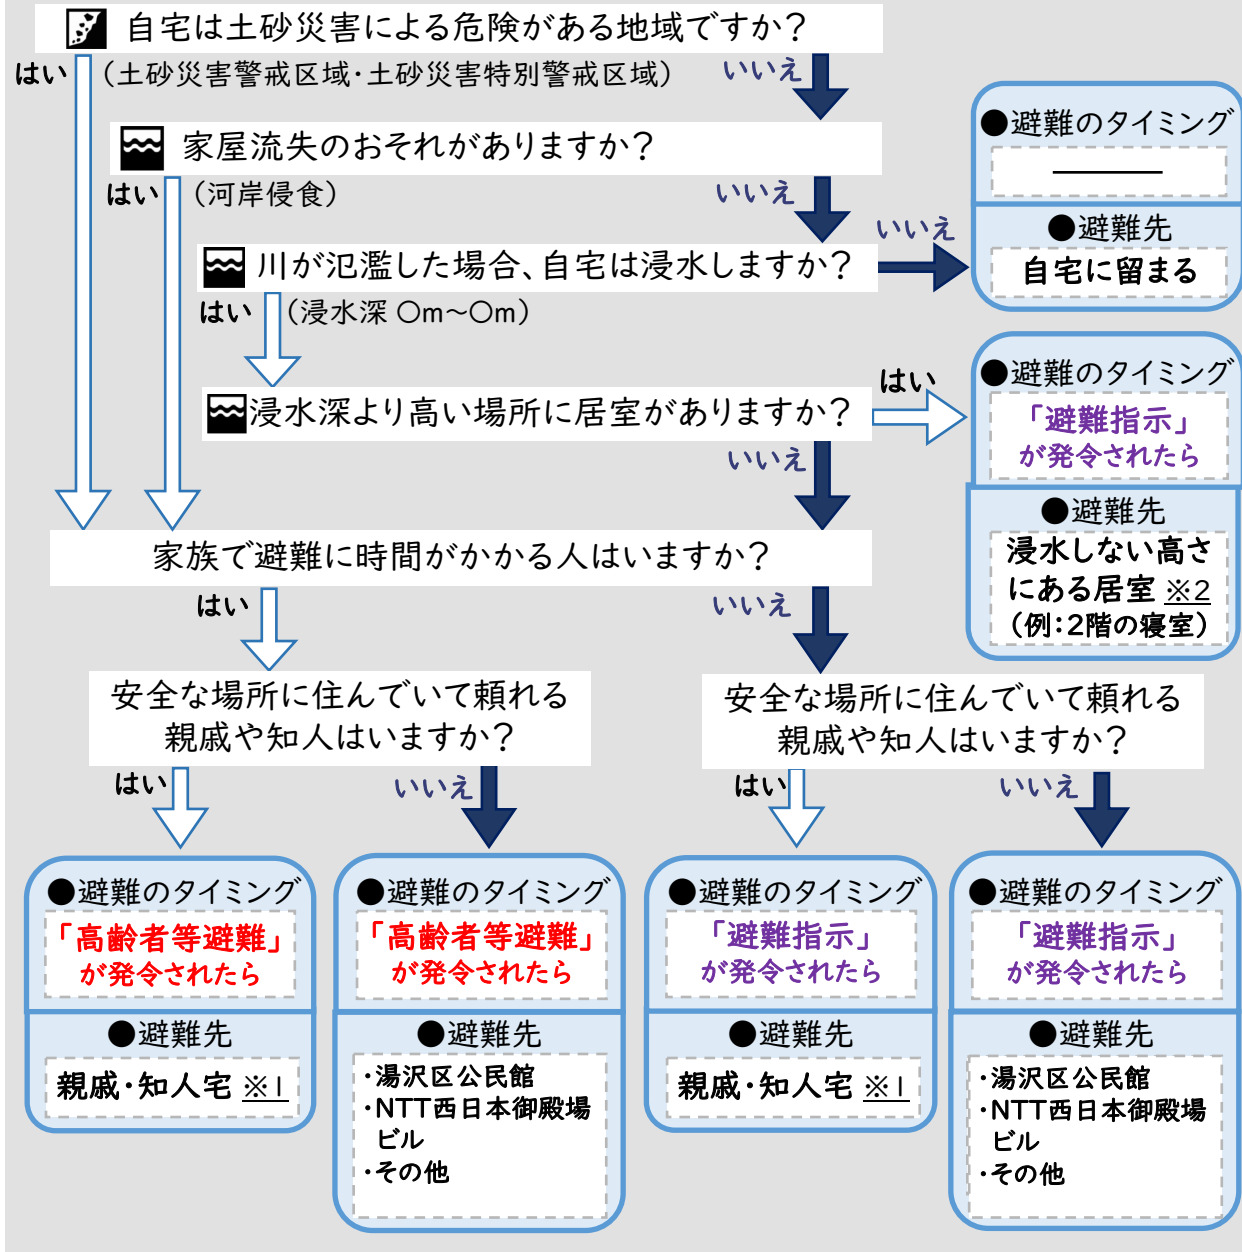 自宅は土砂災害による危険がある地域ですか？
はい
（土砂災害警戒区域・土砂災害特別警戒区域）
いいえ
家屋流失のおそれがありますか？
はい
（河岸侵食）
いいえ
川が氾濫した場合、自宅は浸水しますか？
いいえ
はい
（浸水深 〇m～〇m）
●避難のタイミング
―――
●避難先
自宅に留まる
浸水深より高い場所に居室がありますか？
はい
いいえ
●避難のタイミング
「避難指示」
が発令されたら
●避難先
浸水しない高さ
にある居室 ※2
（例：2階の寝室）
家族で避難に時間がかかる人はいますか？
はい
いいえ
安全な場所に住んでいて頼れる
親戚や知人はいますか？
はい
いいえ
安全な場所に住んでいて頼れる
親戚や知人はいますか？
はい
いいえ
●避難のタイミング
「高齢者等避難」
が発令されたら
●避難先
親戚・知人宅 ※1
●避難のタイミング
「高齢者等避難」
が発令されたら
●避難先
・湯沢区公民館
・NTT西日本御殿場
ビル
・その他
●避難のタイミング
「避難指示」
が発令されたら
●避難先
親戚・知人宅 ※1
●避難のタイミング
「避難指示」
が発令されたら
●避難先
・湯沢区公民館
・NTT西日本御殿場
ビル
・その他